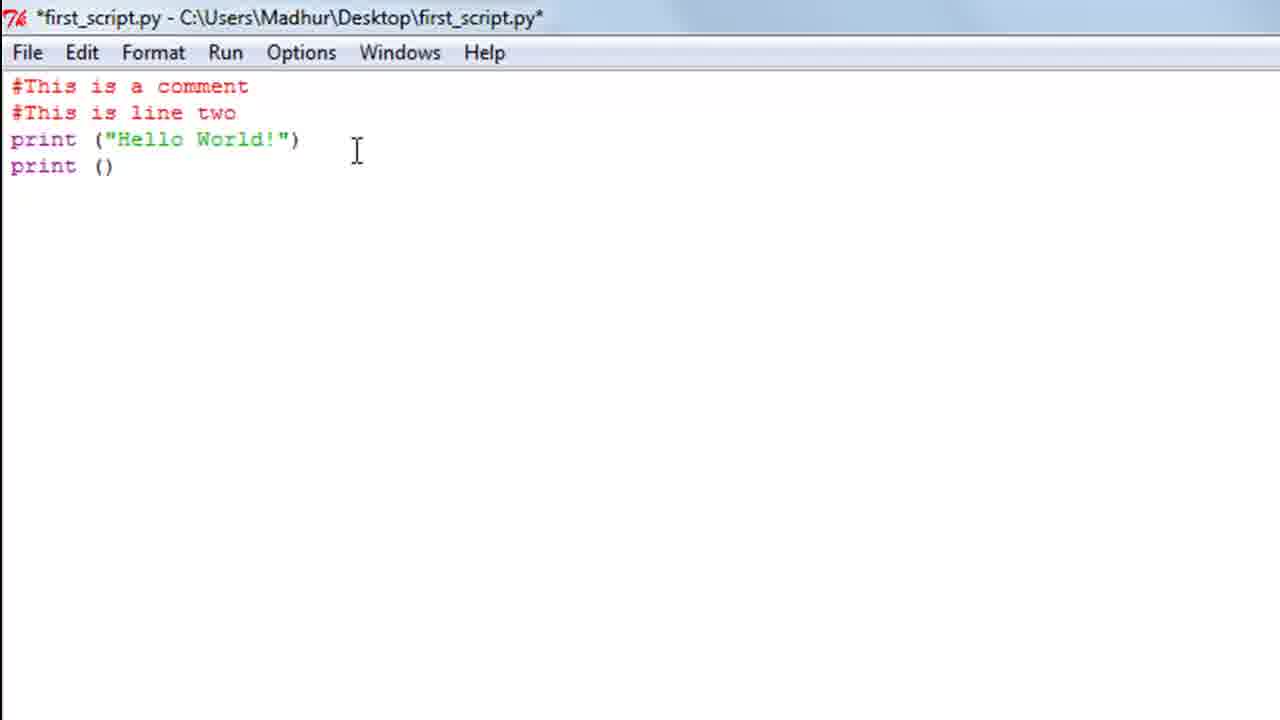 *first_script.py - C:\Users\Madhur\Desktop\first_script.py*
File Edit Format Run Options Windows Help
#This is a comment
#This is line two
print ("Hello World!")
print ()